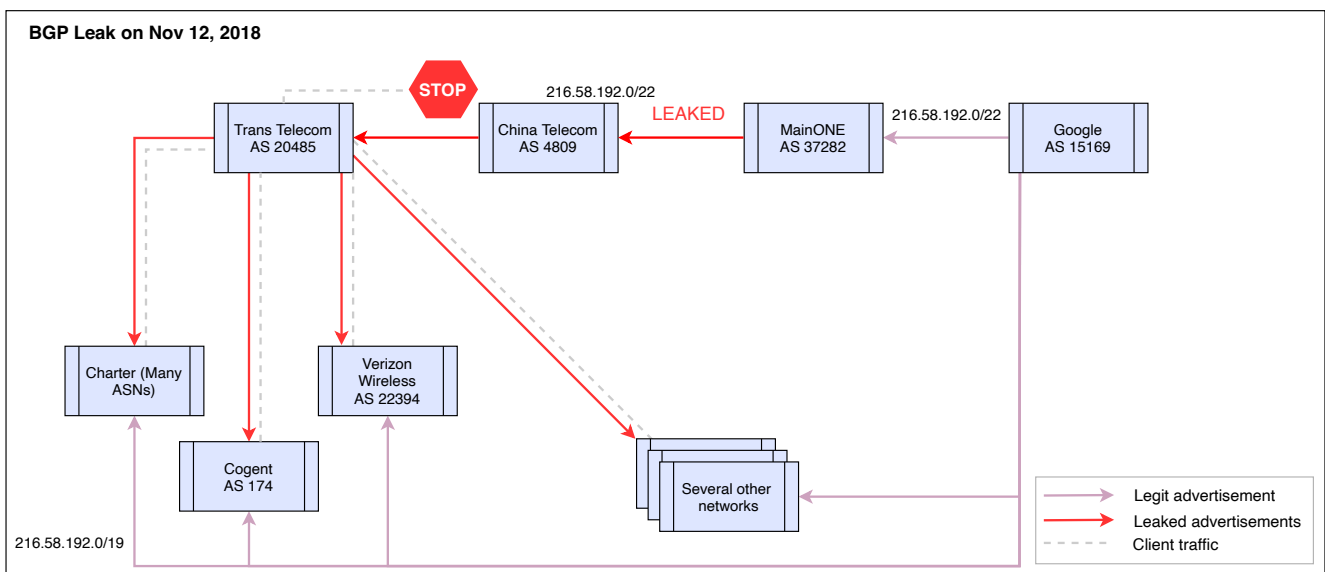 BGP Leak on Nov 12, 2018
STOP
216.58.192.0/22
LEAKED
216.58.192.0/22
Trans Telecom
AS 20485
China Telecom
AS 4809
MainONE
AS 37282
Google
AS 15169
Charter (Many
ASNs)
Verizon
Wireless
AS 22394
Cogent
AS 174
Several other
networks
216.58.192.0/19
Legit advertisement
Leaked advertisements
Client traffic